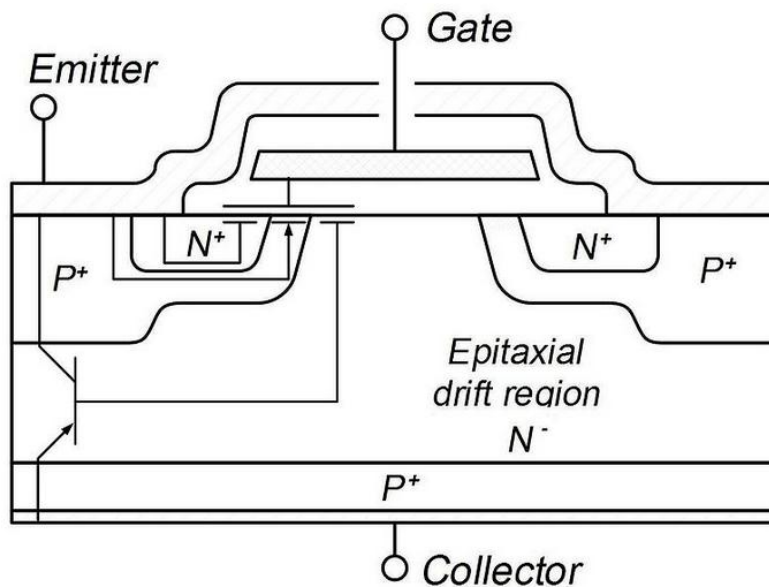 Gate
Emitter
N⁺
N⁺
P⁺
P⁺
Epitaxial
drift region
N⁻
P⁺
Collector